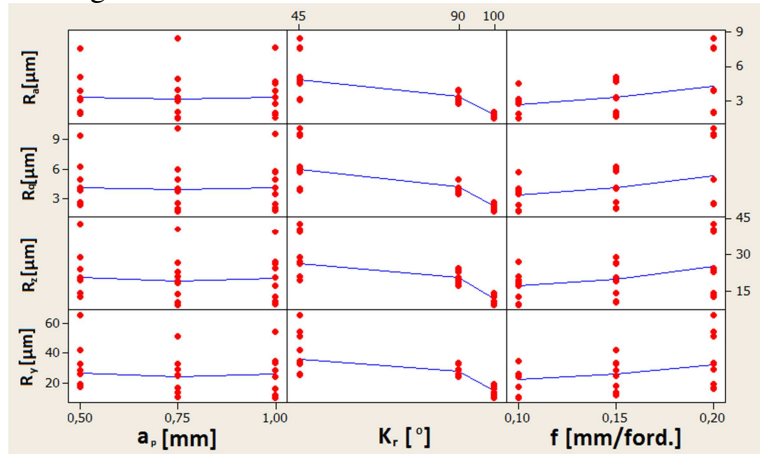 45 90 100
Ra[µm] 9 6 3
Rq[µm] 9 6 3
Rz[µm] 45 30 15
Ry[µm] 60 40 20
0,50 0,75 1,00 0,10 0,15 0,20
ap [mm] Kr [°] f [mm/ford.]